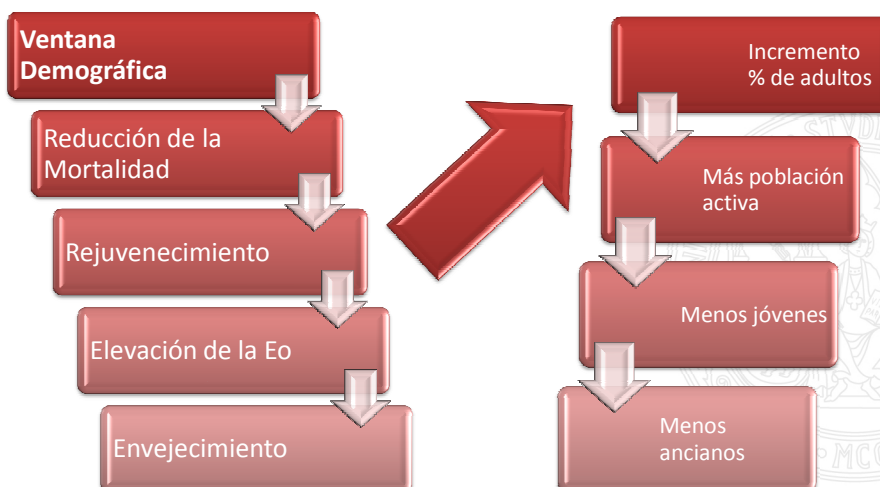 Ventana
Demográfica
Reducción de la
Mortalidad
Rejuvenecimiento
Elevación de la Eo
Envejecimiento
Incremento
% de adultos
Más población
activa
Menos jóvenes
Menos
ancianos